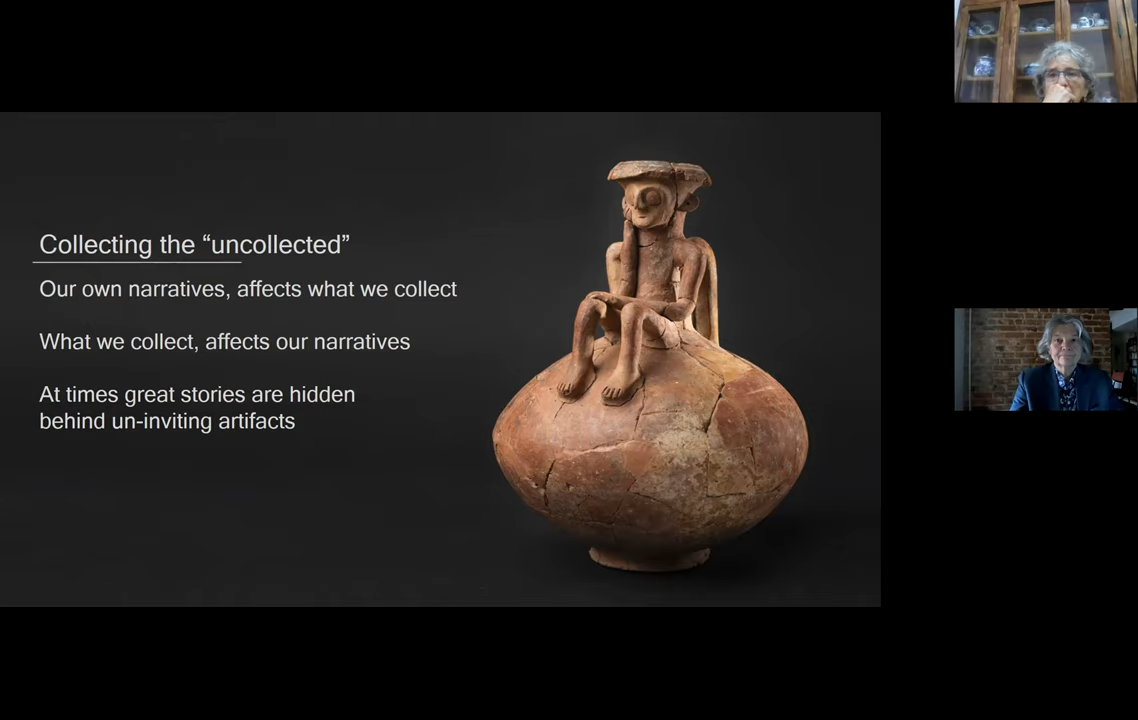 Collecting the “uncollected”
Our own narratives, affects what we collect
What we collect, affects our narratives
At times great stories are hidden
behind un-inviting artifacts